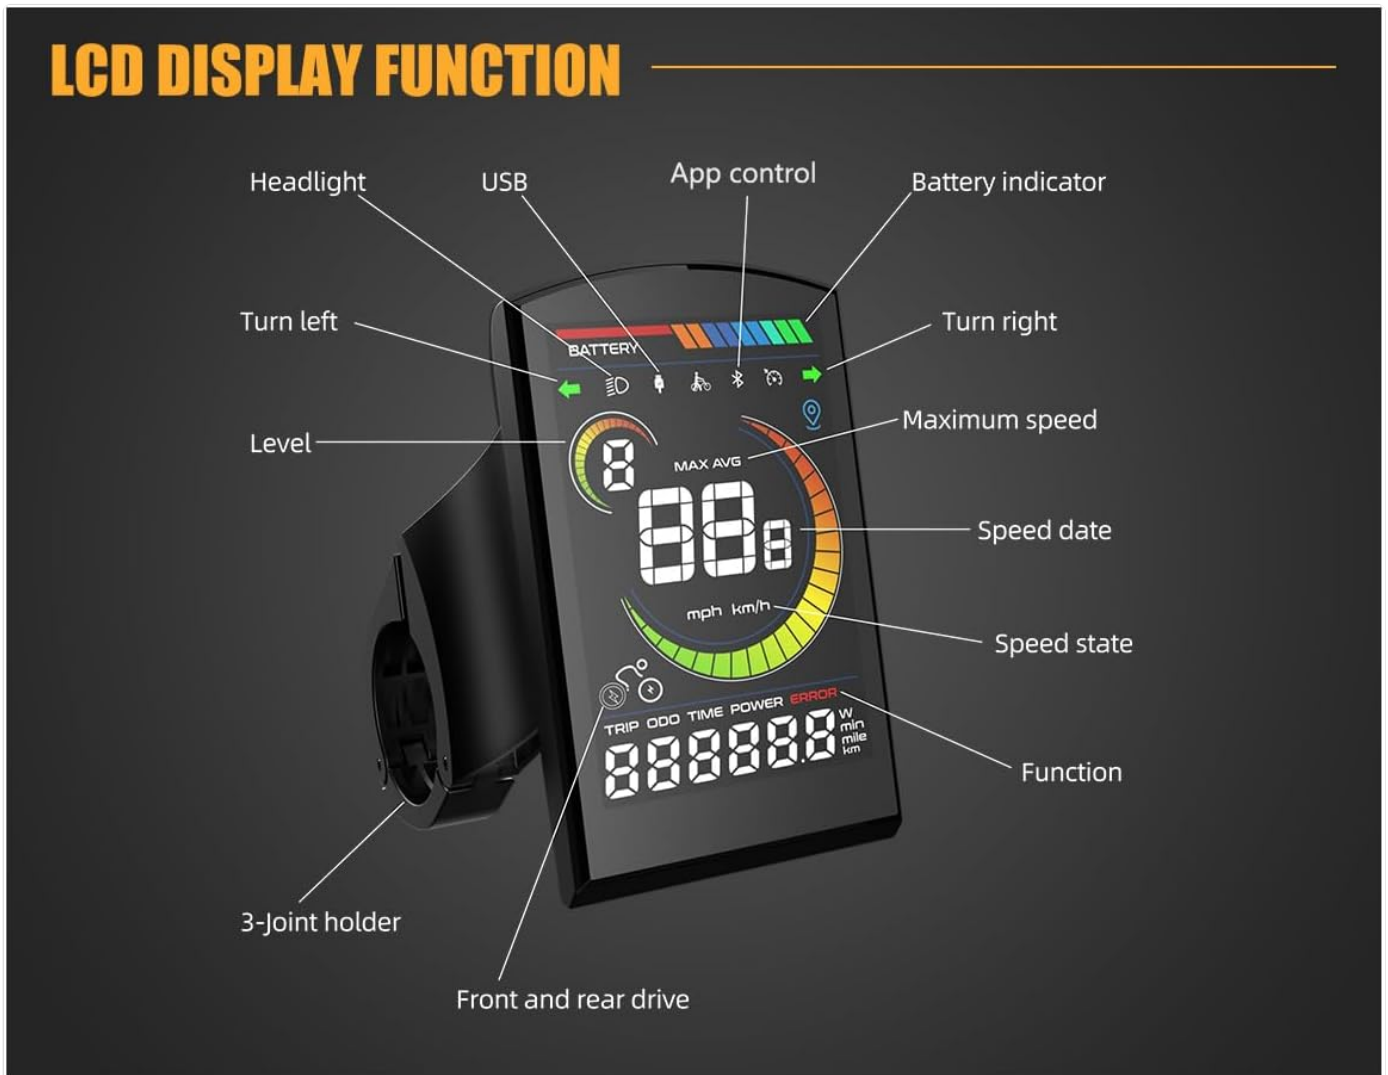 LCD DISPLAY FUNCTION
Headlight
USB
App control
Battery indicator
Turn left
Turn right
BATTERY
Level
Maximum speed
8
MAX AVG
888
Speed date
mph km/h
Speed state
TRIP ODO TIME POWER ERROR
88888.8
W
min
mile
km
Function
3-Joint holder
Front and rear drive